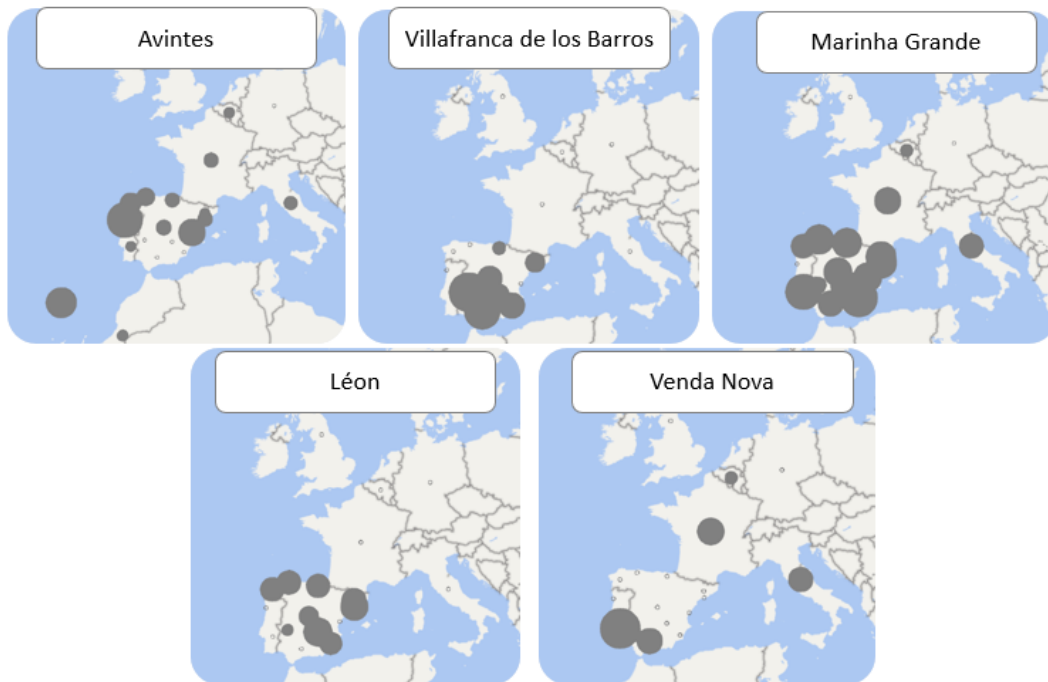 Avintes
Villafranca de los Barros
Marinha Grande
Léon
Venda Nova